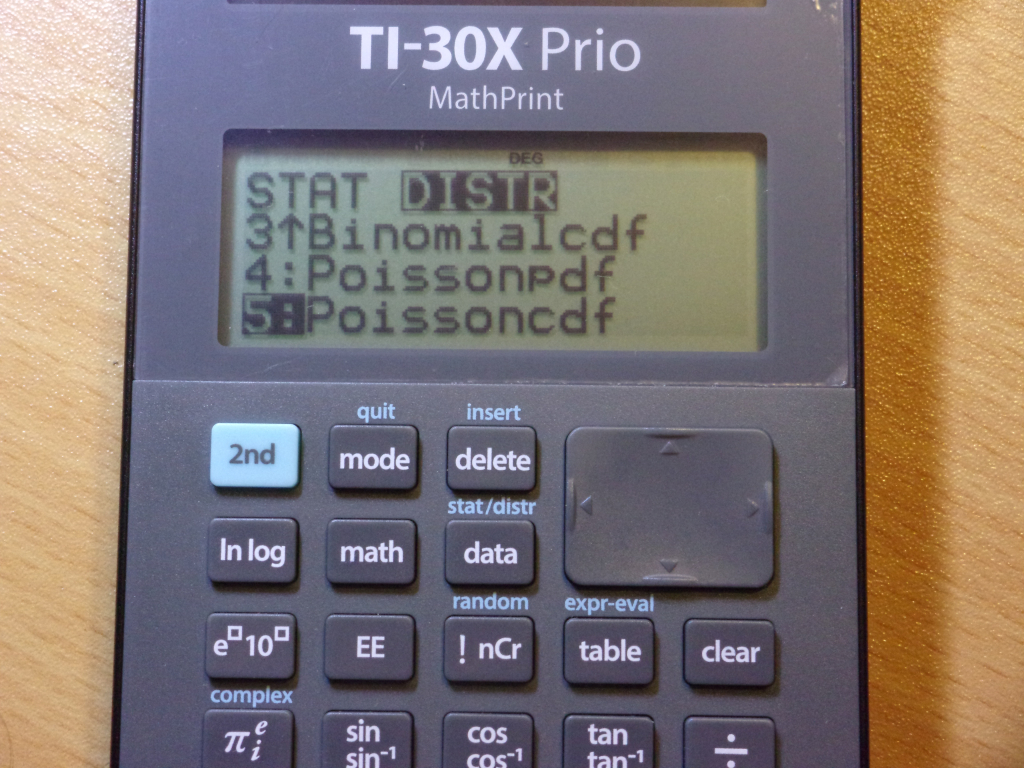 TI-30X Prio
MathPrint
DEG
STAT DISTR
3↑Binomialcdf
4:Poissonpdf
5:Poissoncdf
quit insert
2nd mode delete
stat/distr
ln log math data
random expr-eval
e□10□ EE ! nCr table clear
complex
π e i sin cos tan ÷
sin⁻¹ cos⁻¹ tan⁻¹